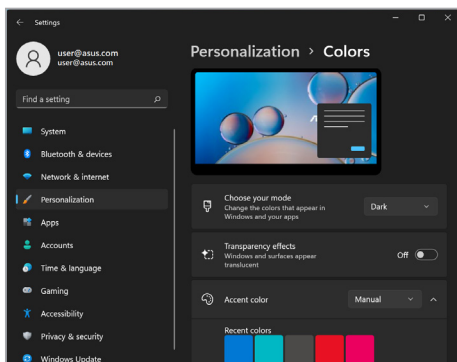 Settings
user@asus.com
user@asus.com
Find a setting
System
Bluetooth & devices
Network & internet
Personalization
Apps
Accounts
Time & language
Gaming
Accessibility
Privacy & security
Windows Update
Personalization > Colors
Choose your mode
Change the colors that appear in
Windows and your apps
Dark
Transparency effects
Windows and surfaces appear
translucent
Off
Accent color
Manual
Recent colors